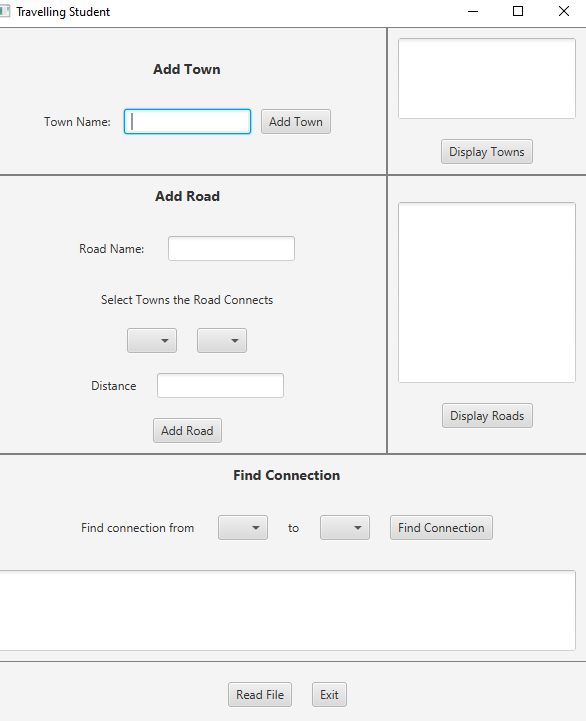 Travelling Student
Add Town
Town Name: Add Town
Display Towns
Add Road
Road Name:
Select Towns the Road Connects
Distance
Add Road
Display Roads
Find Connection
Find connection from to Find Connection
Read File Exit